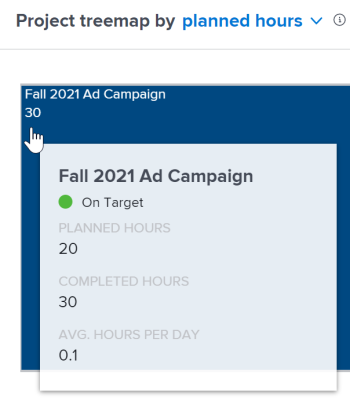 Project treemap by planned hours
Fall 2021 Ad Campaign
30
Fall 2021 Ad Campaign
On Target
PLANNED HOURS
20
COMPLETED HOURS
30
AVG. HOURS PER DAY
0.1